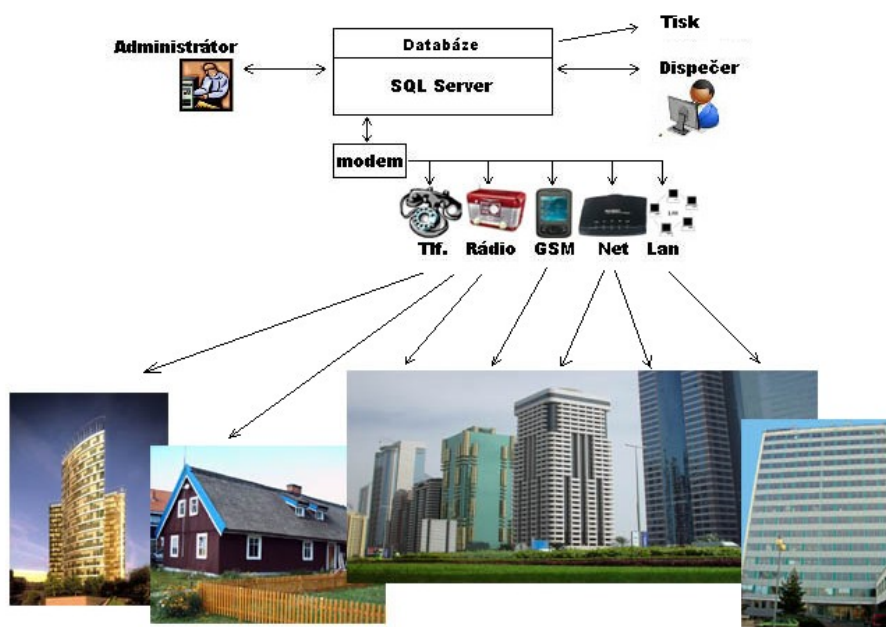 Tisk
Administrátor
Databáze
Dispečer
SQL Server
modem
Tlf. Rádio GSM Net Lan